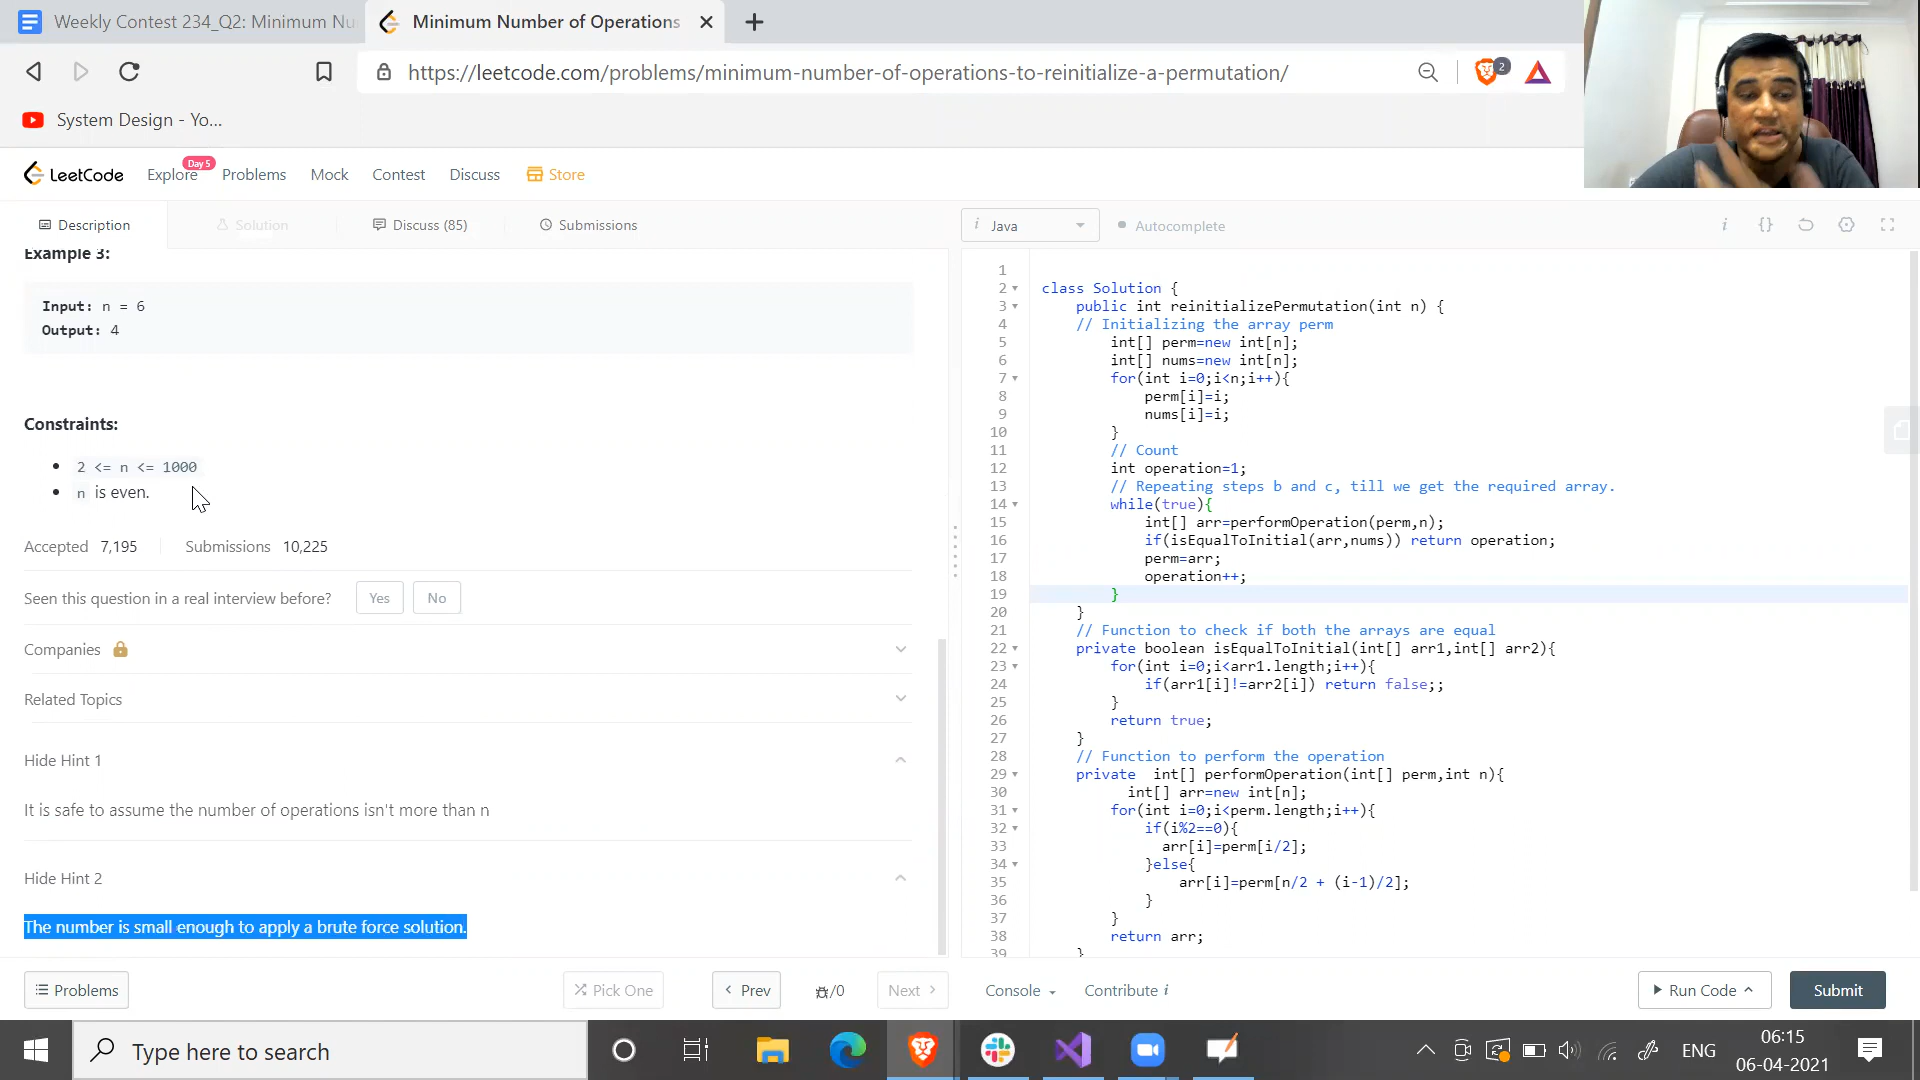 Weekly Contest 234_Q2: Minimum Nu
Minimum Number of Operations
https://leetcode.com/problems/minimum-number-of-operations-to-reinitialize-a-permutation/
2
System Design - Yo...
LeetCode
Explore
Day 5
Problems
Mock
Contest
Discuss
Store
Description
Solution
Discuss (85)
Submissions
i Java
Autocomplete
i
{}
Example 3:
Input: n = 6
Output: 4
Constraints:
2 <= n <= 1000
n is even.
Accepted 7,195
Submissions 10,225
Seen this question in a real interview before?
Yes
No
Companies
Related Topics
Hide Hint 1
It is safe to assume the number of operations isn't more than n
Hide Hint 2
The number is small enough to apply a brute force solution.
1
2 class Solution {
3 public int reinitializePermutation(int n) {
4 // Initializing the array perm
5 int[] perm=new int[n];
6 int[] nums=new int[n];
7 for(int i=0;i<n;i++){
8 perm[i]=i;
9 nums[i]=i;
10 }
11 // Count
12 int operation=1;
13 // Repeating steps b and c, till we get the required array.
14 while(true){
15 int[] arr=performOperation(perm,n);
16 if(isEqualToInitial(arr,nums)) return operation;
17 perm=arr;
18 operation++;
19 }
20 }
21 // Function to check if both the arrays are equal
22 private boolean isEqualToInitial(int[] arr1,int[] arr2){
23 for(int i=0;i<arr1.length;i++){
24 if(arr1[i]!=arr2[i]) return false;;
25 }
26 return true;
27 }
28 // Function to perform the operation
29 private  int[] performOperation(int[] perm,int n){
30 int[] arr=new int[n];
31 for(int i=0;i<perm.length;i++){
32 if(i%2==0){
33 arr[i]=perm[i/2];
34 }else{
35 arr[i]=perm[n/2 + (i-1)/2];
36 }
37 }
38 return arr;
39 }
Problems
Pick One
Prev
/0
Next
Console
Contribute i
Run Code
Submit
Type here to search
ENG
06:15
06-04-2021